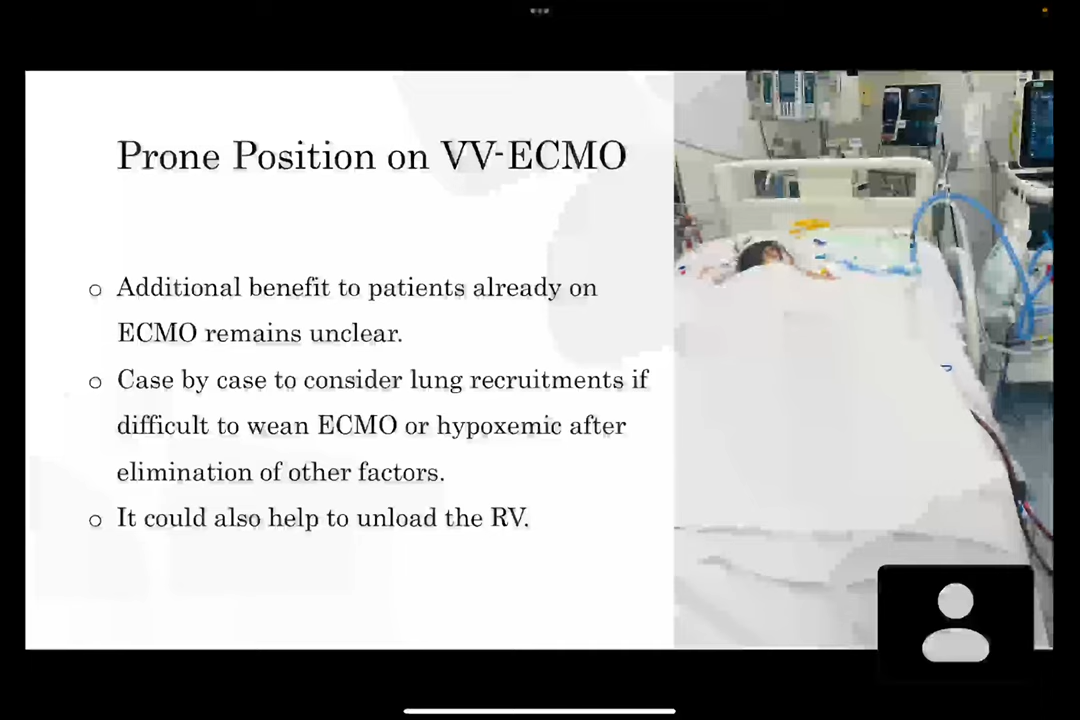 Prone Position on VV-ECMO
Additional benefit to patients already on
ECMO remains unclear.
Case by case to consider lung recruitments if
difficult to wean ECMO or hypoxemic after
elimination of other factors.
It could also help to unload the RV.